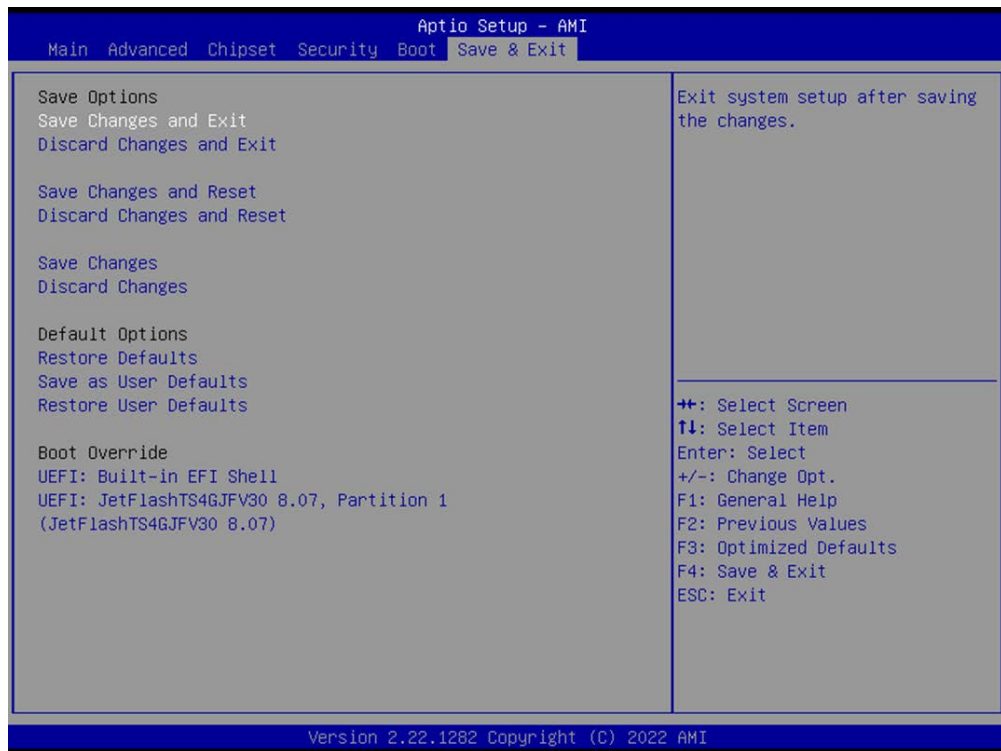 Aptio Setup – AMI
Main Advanced Chipset Security Boot Save & Exit
Save Options
Save Changes and Exit
Discard Changes and Exit
Save Changes and Reset
Discard Changes and Reset
Save Changes
Discard Changes
Default Options
Restore Defaults
Save as User Defaults
Restore User Defaults
Boot Override
UEFI: Built-in EFI Shell
UEFI: JetFlashTS4GJFV30 8.07, Partition 1
(JetFlashTS4GJFV30 8.07)
Exit system setup after saving
the changes.
→←: Select Screen
↑↓: Select Item
Enter: Select
+/-: Change Opt.
F1: General Help
F2: Previous Values
F3: Optimized Defaults
F4: Save & Exit
ESC: Exit
Version 2.22.1282 Copyright (C) 2022 AMI